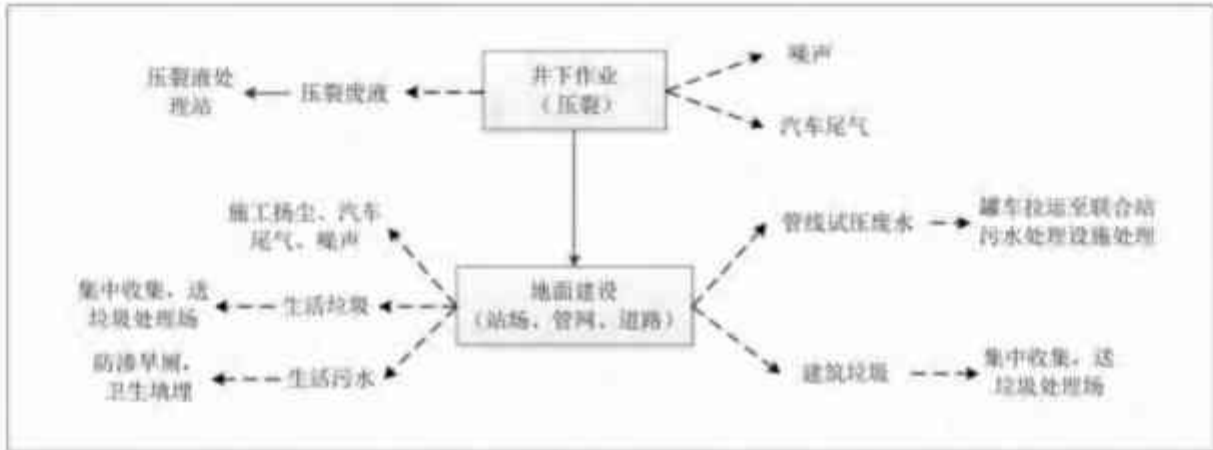 井下作业
(压裂)
噪声
汽车尾气
压裂废液
压裂液处
理站
地面建设
(站场、管网、道路)
施工扬尘、汽车
尾气、噪声
生活垃圾
集中收集,送
垃圾处理场
生活污水
防渗旱厕,
卫生填埋
管线试压废水
罐车拉运至联合站
污水处理设施处理
建筑垃圾
集中收集,送
垃圾处理场